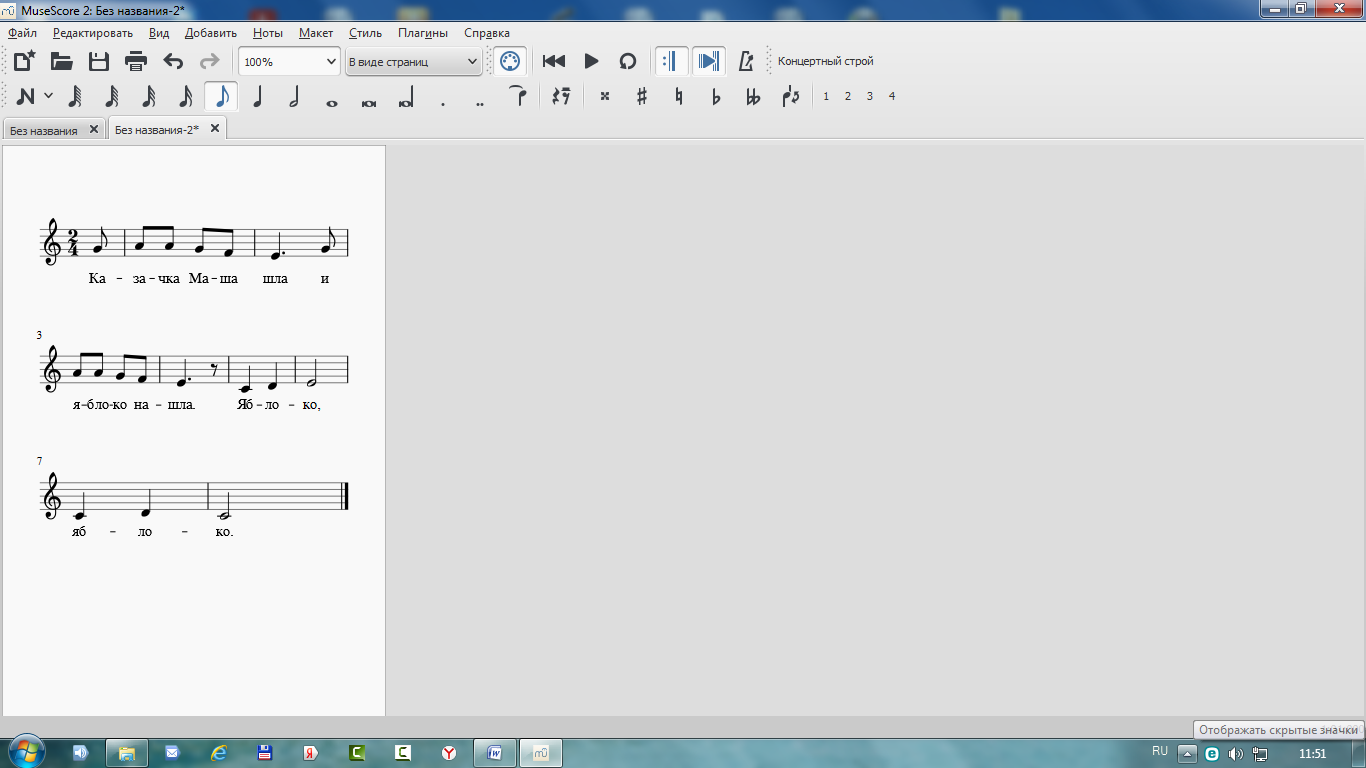 MuseScore 2: Без названия-2*
Файл Редактировать Вид Добавить Ноты Макет Стиль Плагины Справка
100% В виде страниц Концертный строй
1 2 3 4
Без названия Без названия-2*
2
4
Ка – за – чка Ма – ша шла и
3
я – бло - ко на – шла. Яб – ло – ко,
7
яб – ло – ко.
Отображать скрытые значки
RU 11:51